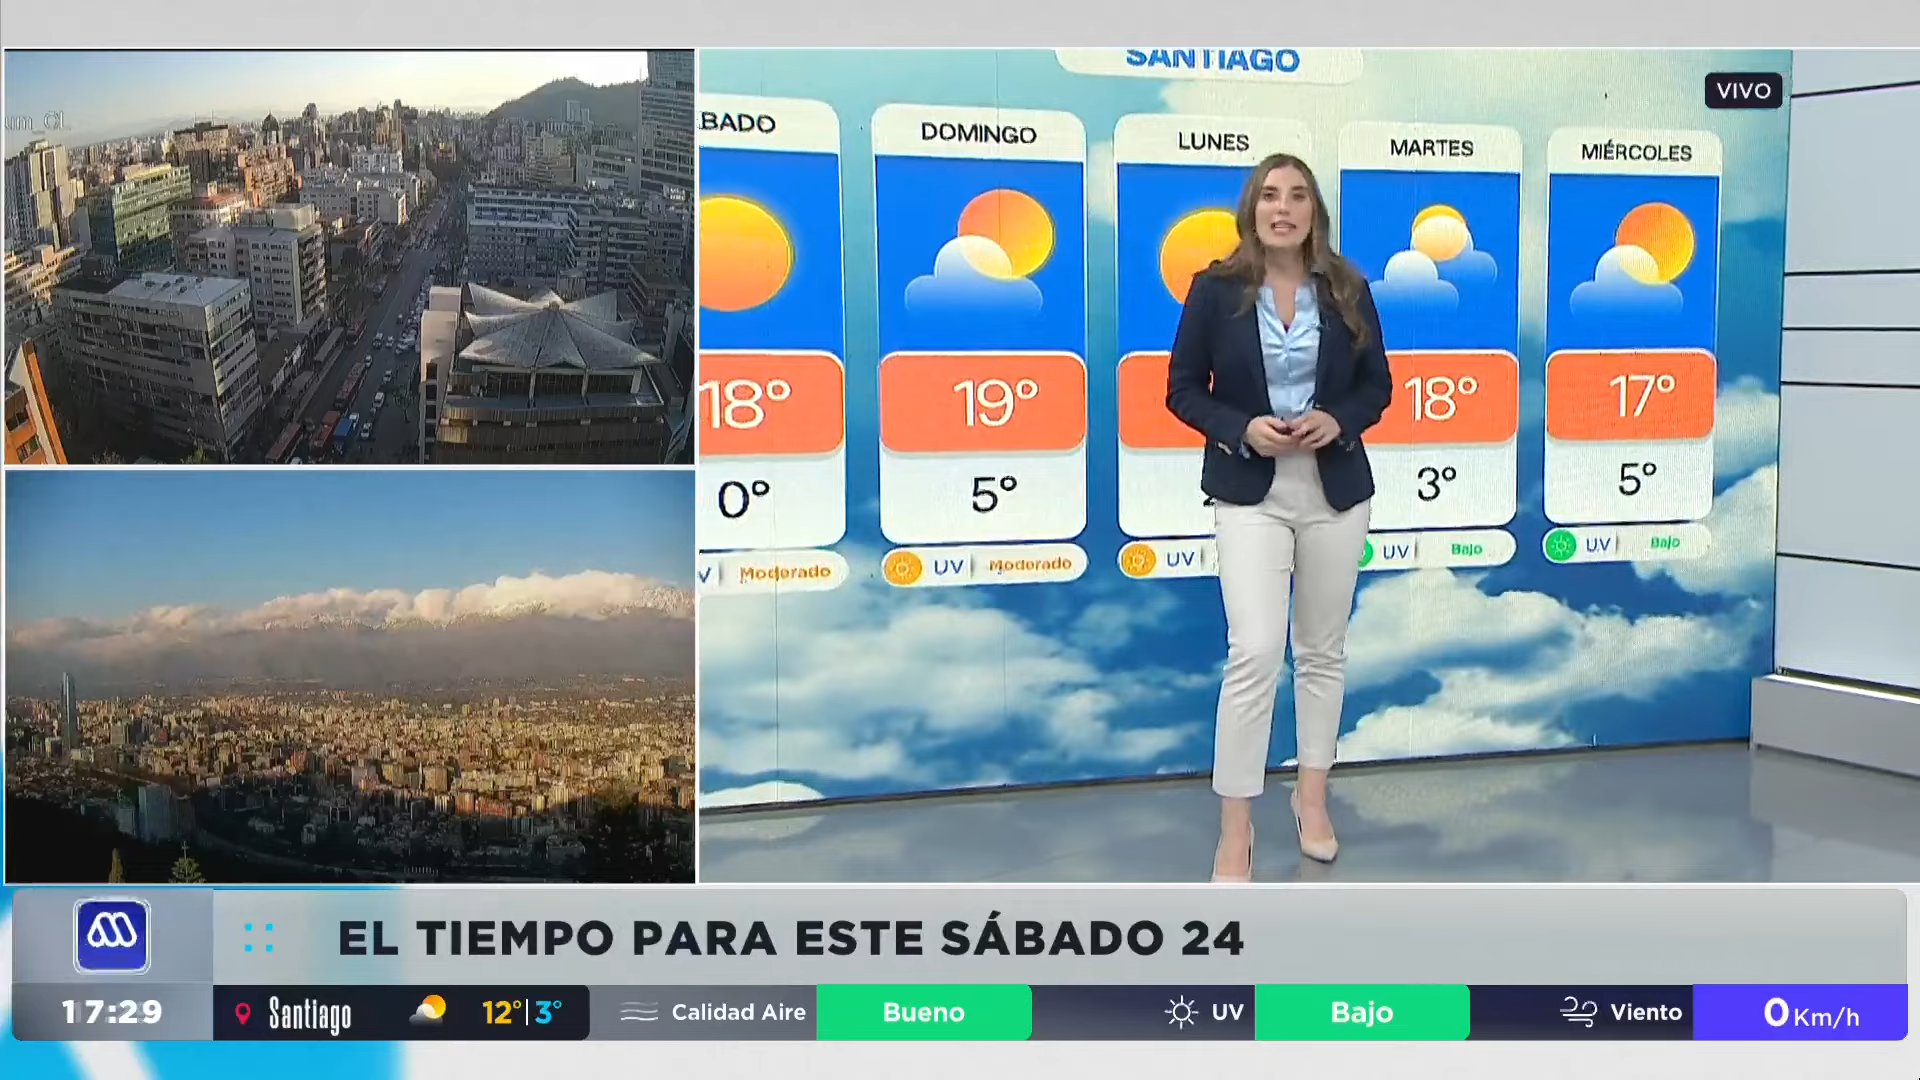 um_CL
SANTIAGO
VIVO
BADO
DOMINGO
LUNES
MARTES
MIÉRCOLES
18°
19°
18°
17°
0°
5°
3°
5°
Moderado
UV Moderado
UV
UV Bajo
UV Bajo
EL TIEMPO PARA ESTE SÁBADO 24
17:29
Santiago
12° | 3°
Calidad Aire
Bueno
UV
Bajo
Viento
0 Km/h